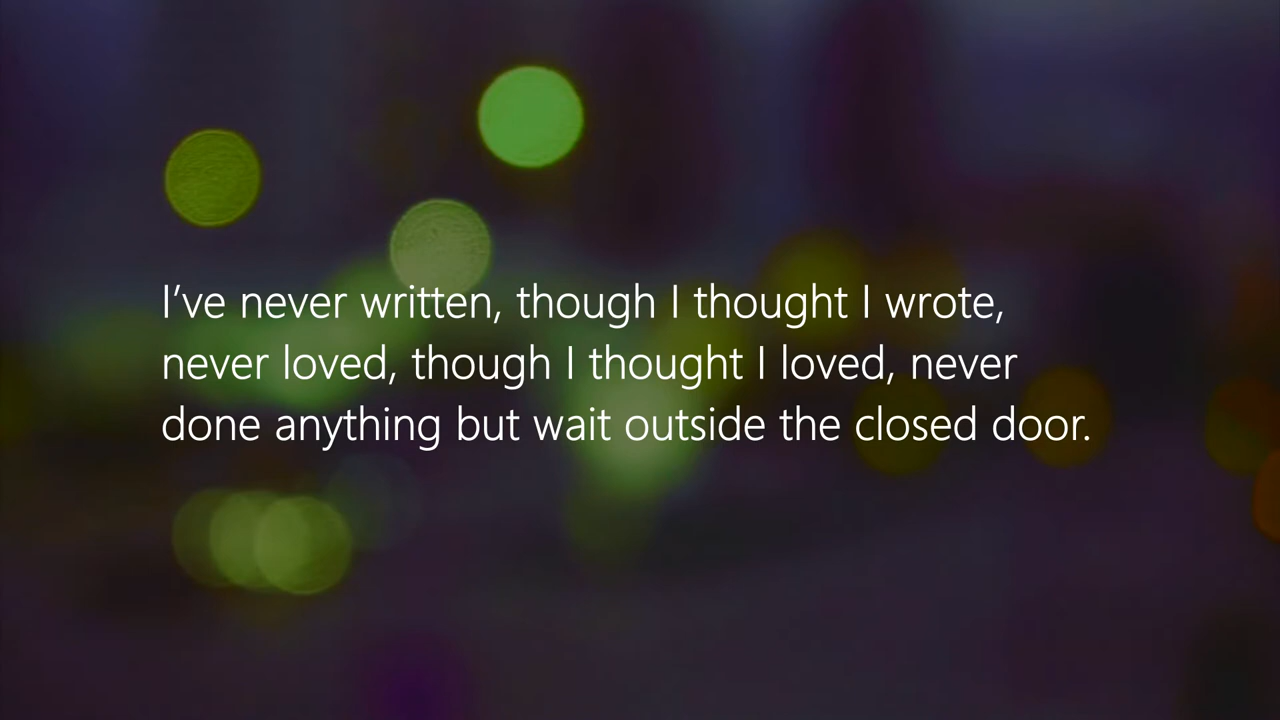 I’ve never written, though I thought I wrote,
never loved, though I thought I loved, never
done anything but wait outside the closed door.